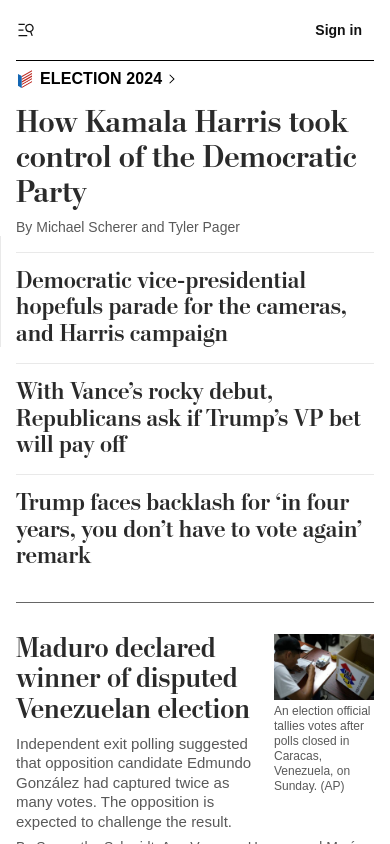 Sign in
ELECTION 2024
How Kamala Harris took
control of the Democratic
Party
By Michael Scherer and Tyler Pager
Democratic vice-presidential
hopefuls parade for the cameras,
and Harris campaign
With Vance’s rocky debut,
Republicans ask if Trump’s VP bet
will pay off
Trump faces backlash for ‘in four
years, you don’t have to vote again’
remark
Maduro declared
winner of disputed
Venezuelan election
Independent exit polling suggested
that opposition candidate Edmundo
González had captured twice as
many votes. The opposition is
expected to challenge the result.
An election official
tallies votes after
polls closed in
Caracas,
Venezuela, on
Sunday. (AP)